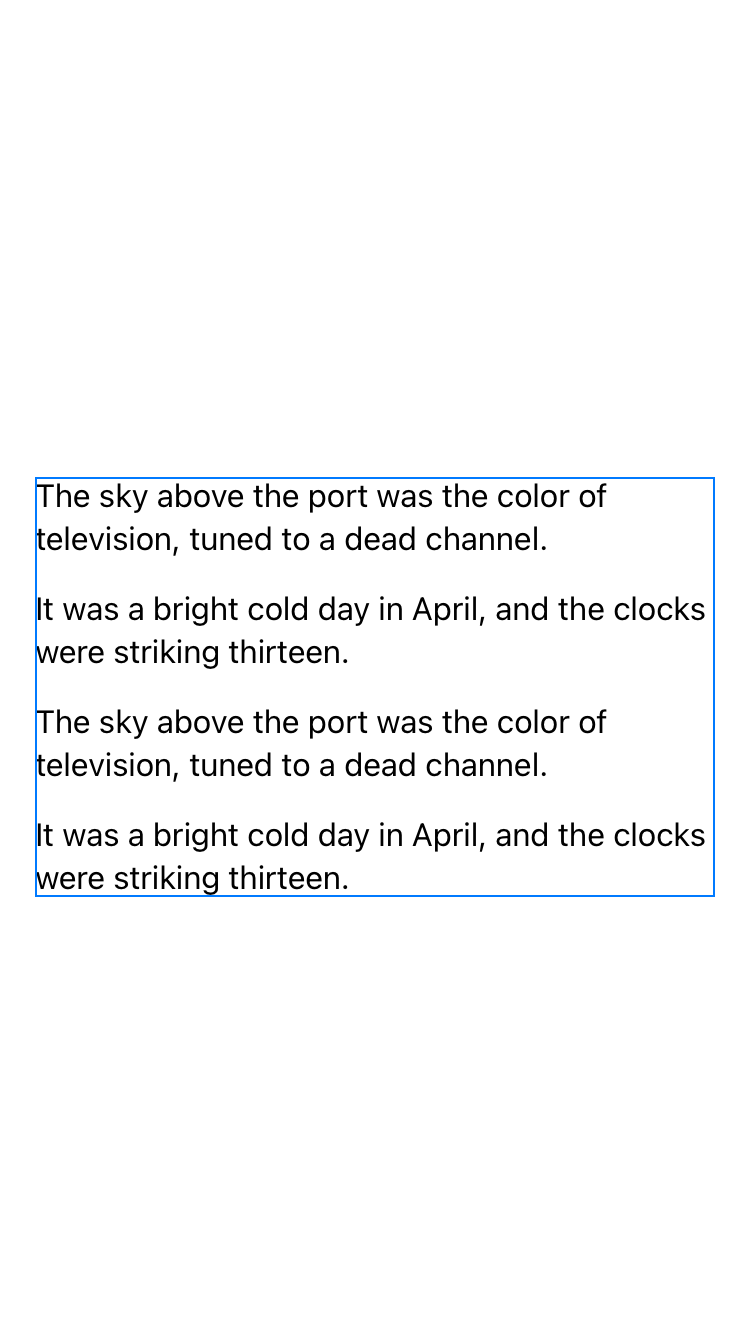 The sky above the port was the color of
television, tuned to a dead channel.
It was a bright cold day in April, and the clocks
were striking thirteen.
The sky above the port was the color of
television, tuned to a dead channel.
It was a bright cold day in April, and the clocks
were striking thirteen.